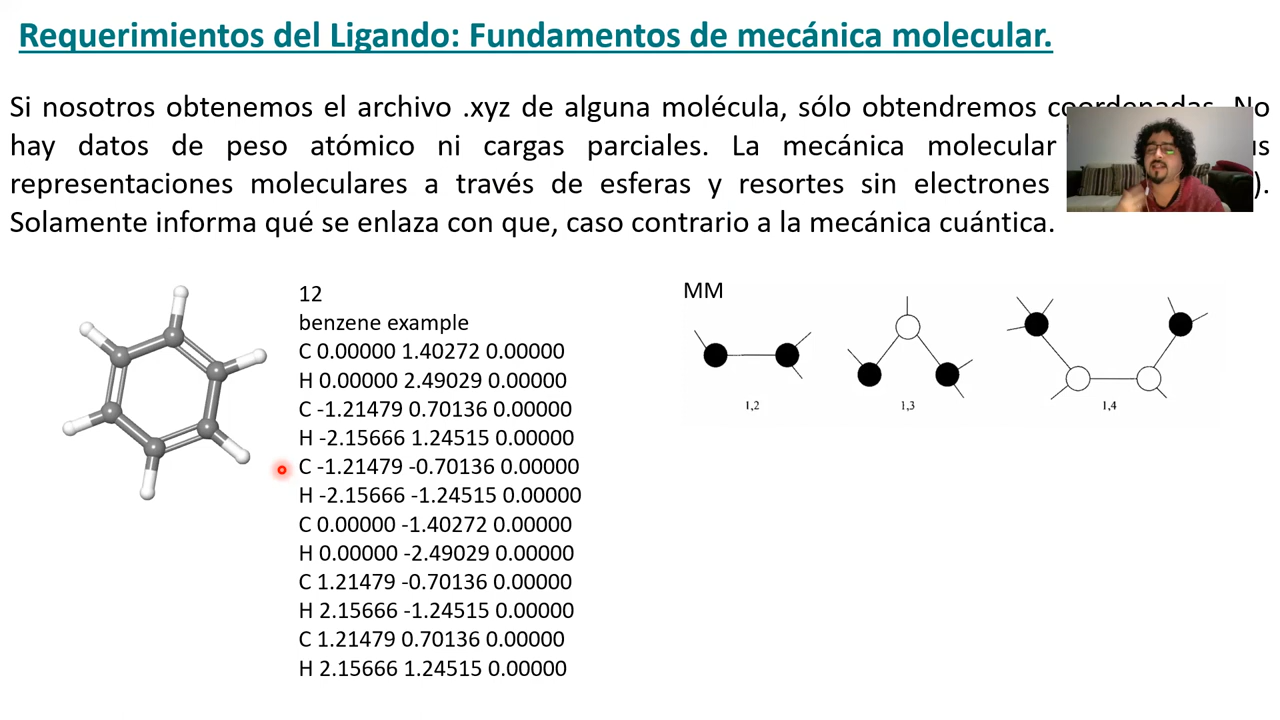 Requerimientos del Ligando: Fundamentos de mecánica molecular.
Si nosotros obtenemos el archivo .xyz de alguna molécula, sólo obtendremos coordenadas. No
hay datos de peso atómico ni cargas parciales. La mecánica molecular
representaciones moleculares a través de esferas y resortes sin electrones ).
Solamente informa qué se enlaza con que, caso contrario a la mecánica cuántica.
12
benzene example
C 0.00000 1.40272 0.00000
H 0.00000 2.49029 0.00000
C -1.21479 0.70136 0.00000
H -2.15666 1.24515 0.00000
C -1.21479 -0.70136 0.00000
H -2.15666 -1.24515 0.00000
C 0.00000 -1.40272 0.00000
H 0.00000 -2.49029 0.00000
C 1.21479 -0.70136 0.00000
H 2.15666 -1.24515 0.00000
C 1.21479 0.70136 0.00000
H 2.15666 1.24515 0.00000
MM
1,2 1,3 1,4